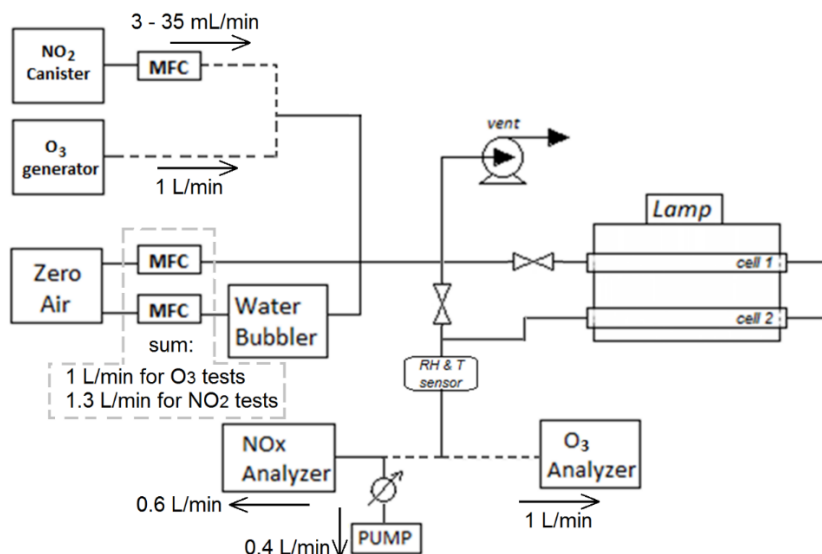 3 - 35 mL/min
NO2
Canister
MFC
O3
generator
1 L/min
vent
Lamp
Zero
Air
MFC
MFC
Water
Bubbler
cell 1
cell 2
sum:
1 L/min for O3 tests
1.3 L/min for NO2 tests
RH & T
sensor
NOx
Analyzer
O3
Analyzer
0.6 L/min
1 L/min
0.4 L/min
PUMP